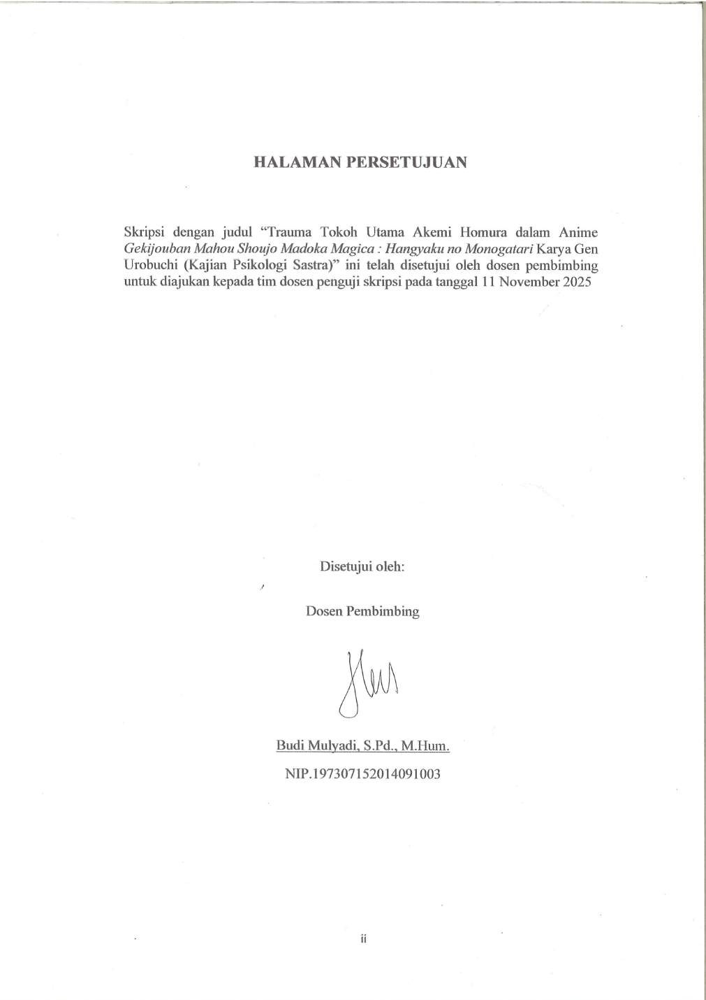 HALAMAN PERSETUJUAN
Skripsi dengan judul “Trauma Tokoh Utama Akemi Homura dalam Anime
Gekijouban Mahou Shoujo Madoka Magica : Hangyaku no Monogatari Karya Gen
Urobuchi (Kajian Psikologi Sastra)” ini telah disetujui oleh dosen pembimbing
untuk diajukan kepada tim dosen penguji skripsi pada tanggal 11 November 2025
Disetujui oleh:
Dosen Pembimbing
Budi Mulyadi, S.Pd., M.Hum.
NIP.197307152014091003
ii